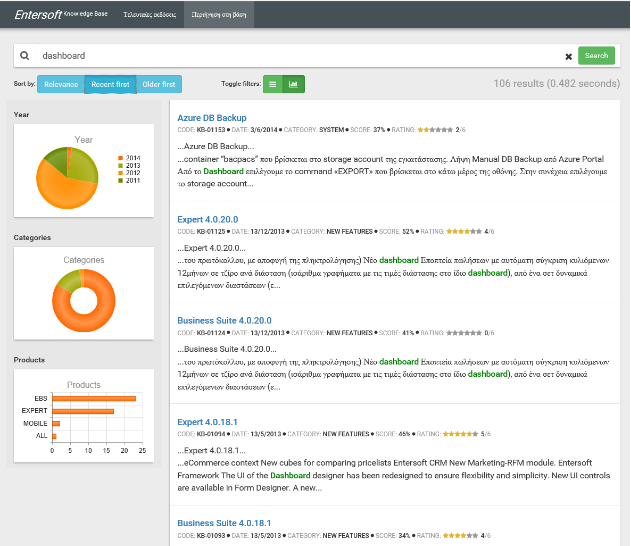 Entersoft Knowledge Base Τελευταίες εκδόσεις Περιήγηση στη βάση
dashboard Search
Sort by: Relevance Recent first Older first Toggle filters: 106 results (0.482 seconds)
Year
Year
2014
2013
2012
2011
Categories
Categories
Products
Products
EBS
EXPERT
MOBILE
ALL
0 5 10 15 20 25
Azure DB Backup
CODE: KB-01153 ● DATE: 3/6/2014 ● CATEGORY: SYSTEM ● SCORE: 37% ● RATING: 2/6
...Azure DB Backup...
...container “bacpacs” που βρίσκεται στο storage account της εγκατάστασης. Λήψη Manual DB Backup από Azure Portal
Από το Dashboard επιλέγουμε το command «EXPORT» που βρίσκεται στο κάτω μέρος της οθόνης. Στην συνέχεια επιλέγουμε
το storage account...
Expert 4.0.20.0
CODE: KB-01125 ● DATE: 13/12/2013 ● CATEGORY: NEW FEATURES ● SCORE: 52% ● RATING: 4/6
...Expert 4.0.20.0...
...του πρωτόκολλου, με αποφυγή της πληκτρολόγησης) Νέο dashboard Εποπτεία πωλήσεων με αυτόματη σύγκριση κυλιόμενων
12μήνων σε τζίρο ανά διάσταση (ισάριθμα γραφήματα με τις τιμές διάστασης στο ίδιο dashboard), από ένα σετ δυναμικά
επιλεγόμενων διαστάσεων (ε...
Business Suite 4.0.20.0
CODE: KB-01124 ● DATE: 13/12/2013 ● CATEGORY: NEW FEATURES ● SCORE: 41% ● RATING: 0/6
...Business Suite 4.0.20.0...
...του πρωτόκολλου, με αποφυγή της πληκτρολόγησης) Νέο dashboard Εποπτεία πωλήσεων με αυτόματη σύγκριση κυλιόμενων
12μήνων σε τζίρο ανά διάσταση (ισάριθμα γραφήματα με τις τιμές διάστασης στο ίδιο dashboard), από ένα σετ δυναμικά
επιλεγόμενων διαστάσεων (ε...
Expert 4.0.18.1
CODE: KB-01094 ● DATE: 13/5/2013 ● CATEGORY: NEW FEATURES ● SCORE: 46% ● RATING: 5/6
...Expert 4.0.18.1...
...eCommerce context New cubes for comparing pricelists Entersoft CRM New Marketing-RFM module. Entersoft
Framework The UI of the Dashboard designer has been redesigned to ensure flexibility and simplicity. New UI controls
are available in Form Designer. A new...
Business Suite 4.0.18.1
CODE: KB-01093 ● DATE: 13/5/2013 ● CATEGORY: NEW FEATURES ● SCORE: 34% ● RATING: 4/6